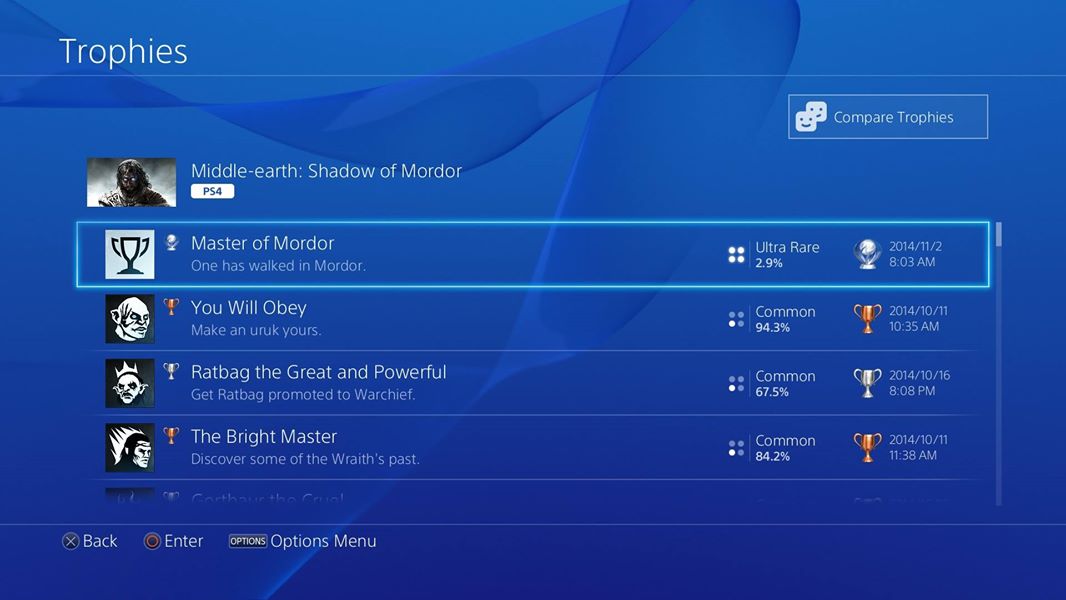 Trophies
Compare Trophies
Middle-earth: Shadow of Mordor
PS4
Master of Mordor
One has walked in Mordor.
Ultra Rare
2.9%
2014/11/2
8:03 AM
You Will Obey
Make an uruk yours.
Common
94.3%
2014/10/11
10:35 AM
Ratbag the Great and Powerful
Get Ratbag promoted to Warchief.
Common
67.5%
2014/10/16
8:08 PM
The Bright Master
Discover some of the Wraith's past.
Common
84.2%
2014/10/11
11:38 AM
Gorthaur the Cruel
Back Enter OPTIONS Options Menu